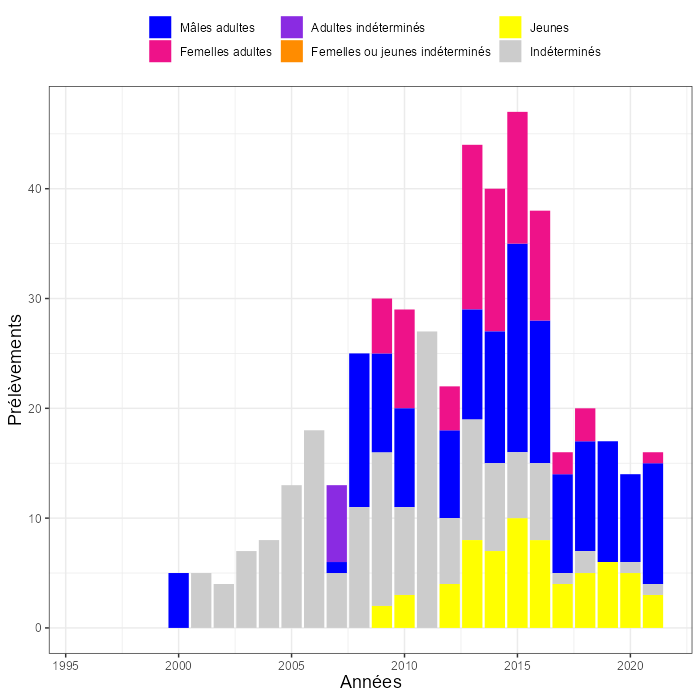 Mâles adultes Adultes indéterminés Jeunes
Femelles adultes Femelles ou jeunes indéterminés Indéterminés
Prélèvements
40
30
20
10
0
1995 2000 2005 2010 2015 2020
Années